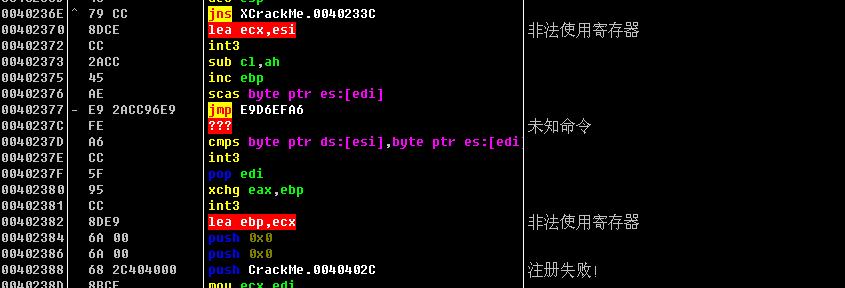 0040236E ^ 79 CC jns XCrackMe.0040233C
00402370 8DCE lea ecx,esi 非法使用寄存器
00402372 CC int3
00402373 2ACC sub cl,ah
00402375 45 inc ebp
00402376 AE scas byte ptr es:[edi]
00402377 - E9 2ACC96E9 jmp E9D6EFA6
0040237C FE ??? 未知命令
0040237D A6 cmps byte ptr ds:[esi],byte ptr es:[edi
0040237E CC int3
0040237F 5F pop edi
00402380 95 xchg eax,ebp
00402381 CC int3
00402382 8DE9 lea ebp,ecx 非法使用寄存器
00402384 6A 00 push 0x0
00402386 6A 00 push 0x0
00402388 68 2C404000 push CrackMe.0040402C 注册失败!
0040238D 8BCF mov ecx,edi